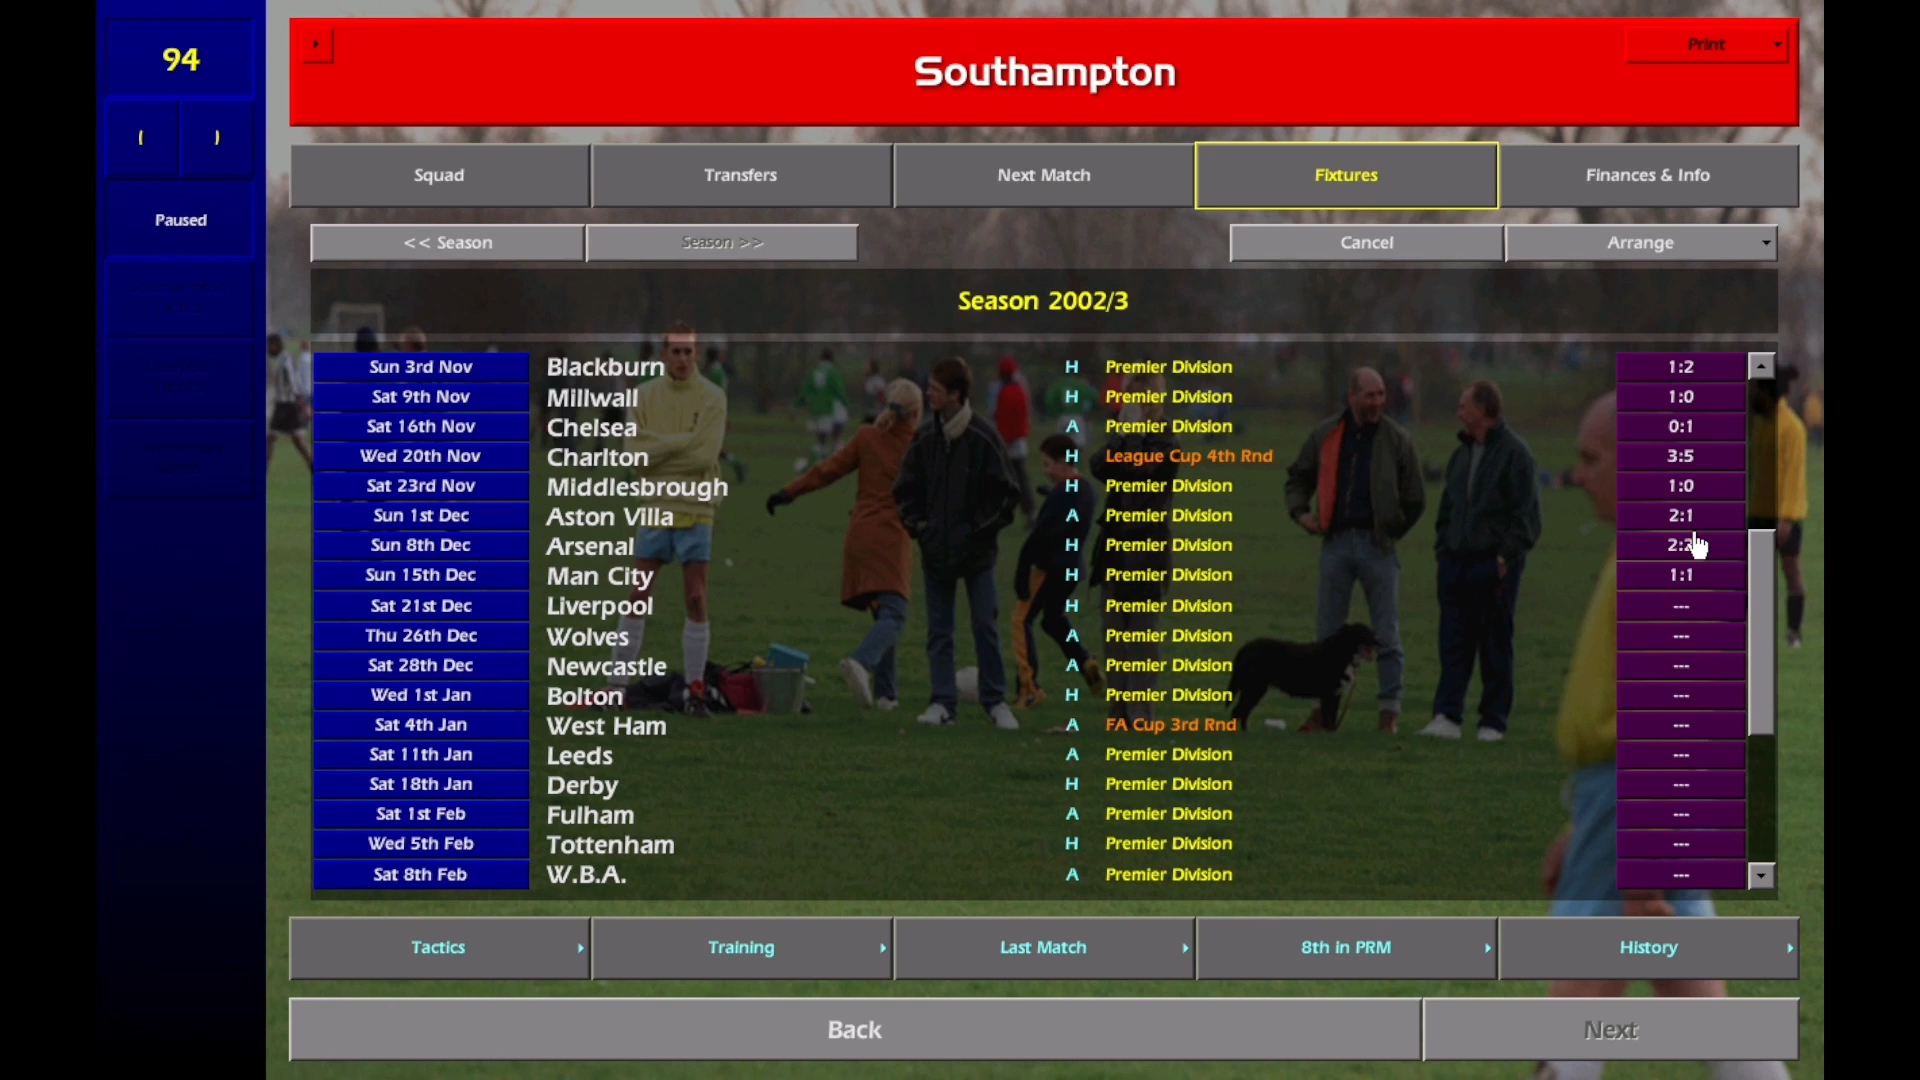 94
Southampton
Print
Squad
Transfers
Next Match
Fixtures
Finances & Info
Paused
<< Season
Season >>
Cancel
Arrange
Season 2002/3
Sun 3rd Nov Blackburn H Premier Division 1:2
Sat 9th Nov Millwall H Premier Division 1:0
Sat 16th Nov Chelsea A Premier Division 0:1
Wed 20th Nov Charlton H League Cup 4th Rnd 3:5
Sat 23rd Nov Middlesbrough H Premier Division 1:0
Sun 1st Dec Aston Villa A Premier Division 2:1
Sun 8th Dec Arsenal H Premier Division
Sun 15th Dec Man City H Premier Division 1:1
Sat 21st Dec Liverpool H Premier Division ---
Thu 26th Dec Wolves A Premier Division ---
Sat 28th Dec Newcastle A Premier Division ---
Wed 1st Jan Bolton H Premier Division ---
Sat 4th Jan West Ham A FA Cup 3rd Rnd ---
Sat 11th Jan Leeds A Premier Division ---
Sat 18th Jan Derby H Premier Division ---
Sat 1st Feb Fulham A Premier Division ---
Wed 5th Feb Tottenham H Premier Division ---
Sat 8th Feb W.B.A. A Premier Division ---
Tactics
Training
Last Match
8th in PRM
History
Back
Next